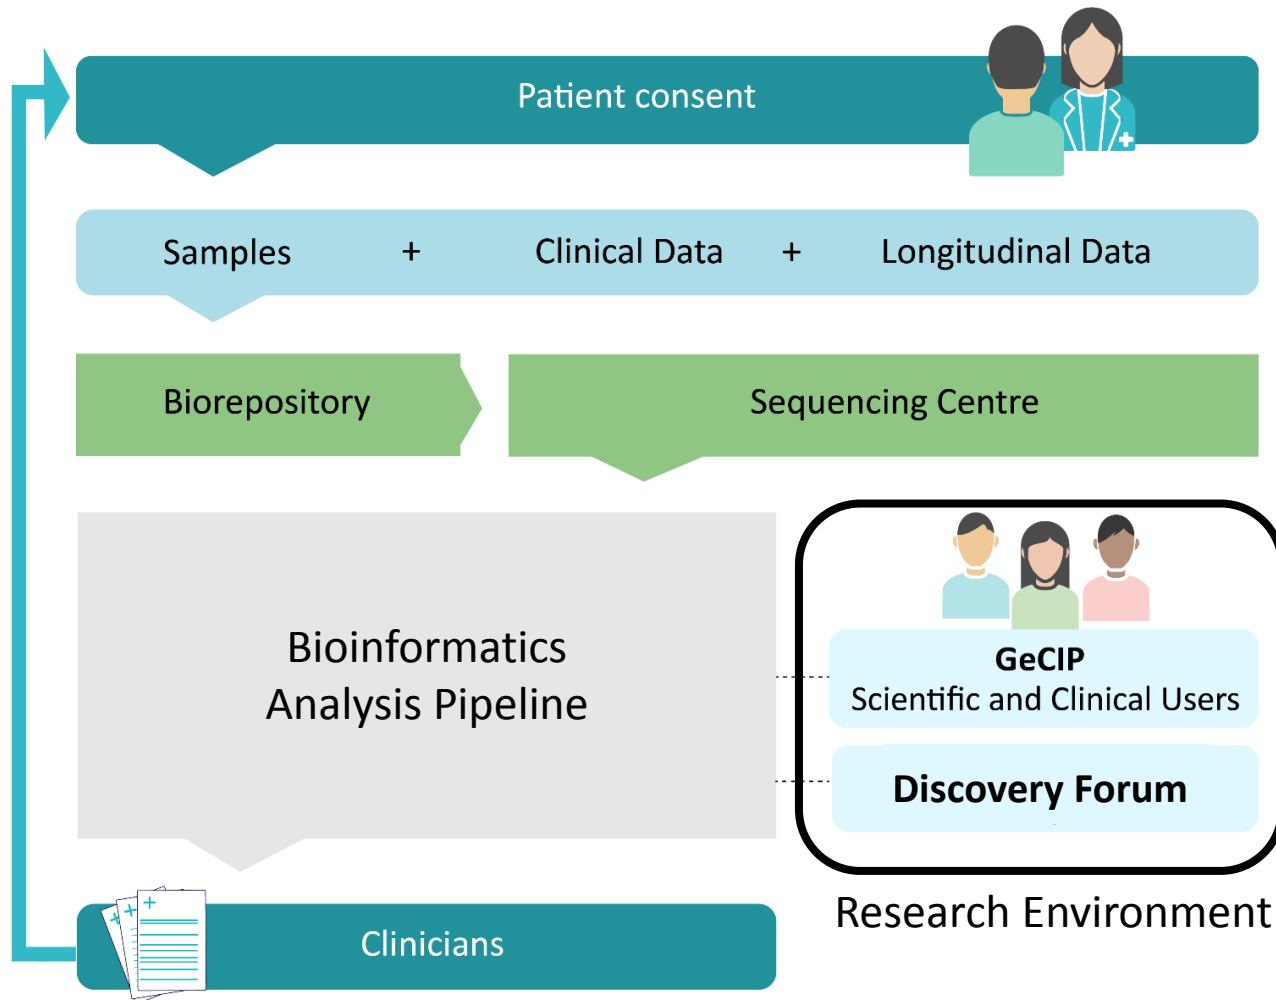 Patient consent
Samples + Clinical Data + Longitudinal Data
Biorepository
Sequencing Centre
Bioinformatics
Analysis Pipeline
GeCIP
Scientific and Clinical Users
Discovery Forum
Research Environment
Clinicians